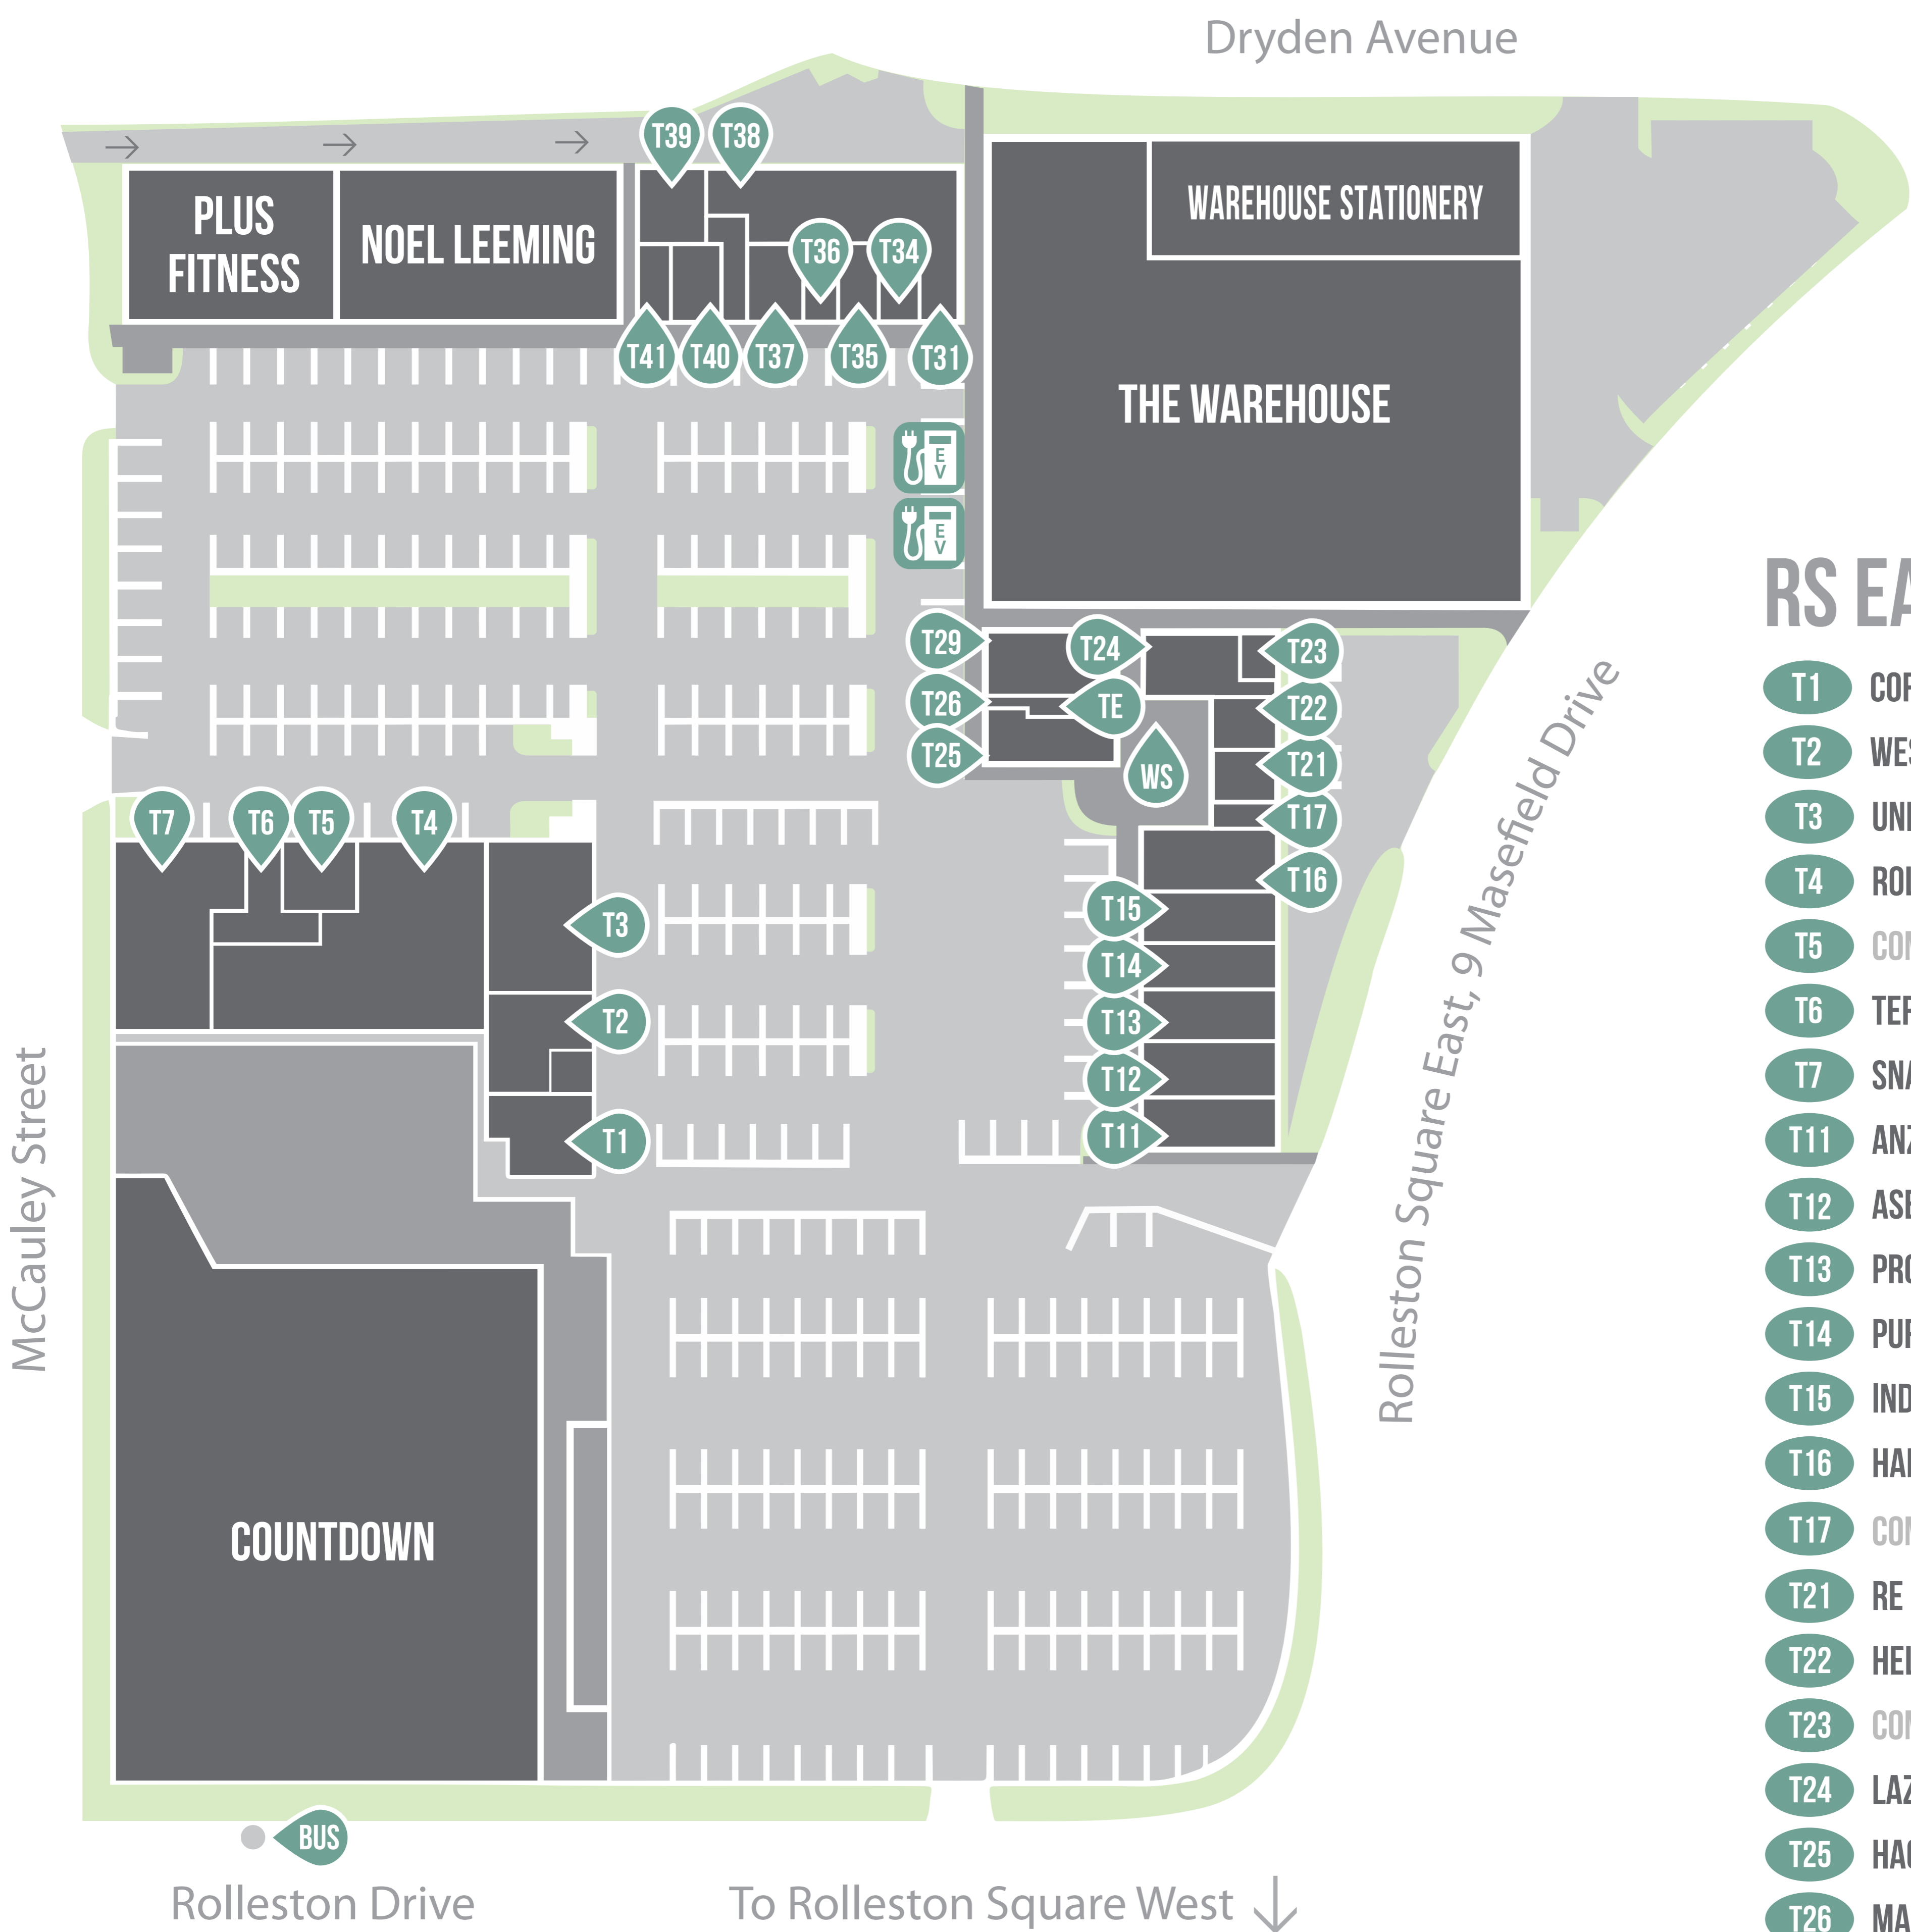 Dryden Avenue
T39
T38
PLUS
FITNESS
NOEL LEEMING
WAREHOUSE STATIONERY
T36
T34
T41
T40
T37
T35
T31
THE WAREHOUSE
E
V
E
V
T29
T24
T23
T26
TE
T22
T25
WS
T21
T17
T16
T7
T6
T5
T4
T3
T15
T14
T2
T13
T12
T1
T11
McCauley Street
Rolleston Square East, 9 Masefield Drive
COUNTDOWN
BUS
Rolleston Drive
To Rolleston Square West
RS
T1
T2
T3
T4
T5
T6
T7
T11
T12
T13
T14
T15
T16
T17
T21 RE
T22
T23
T24
T25
T26